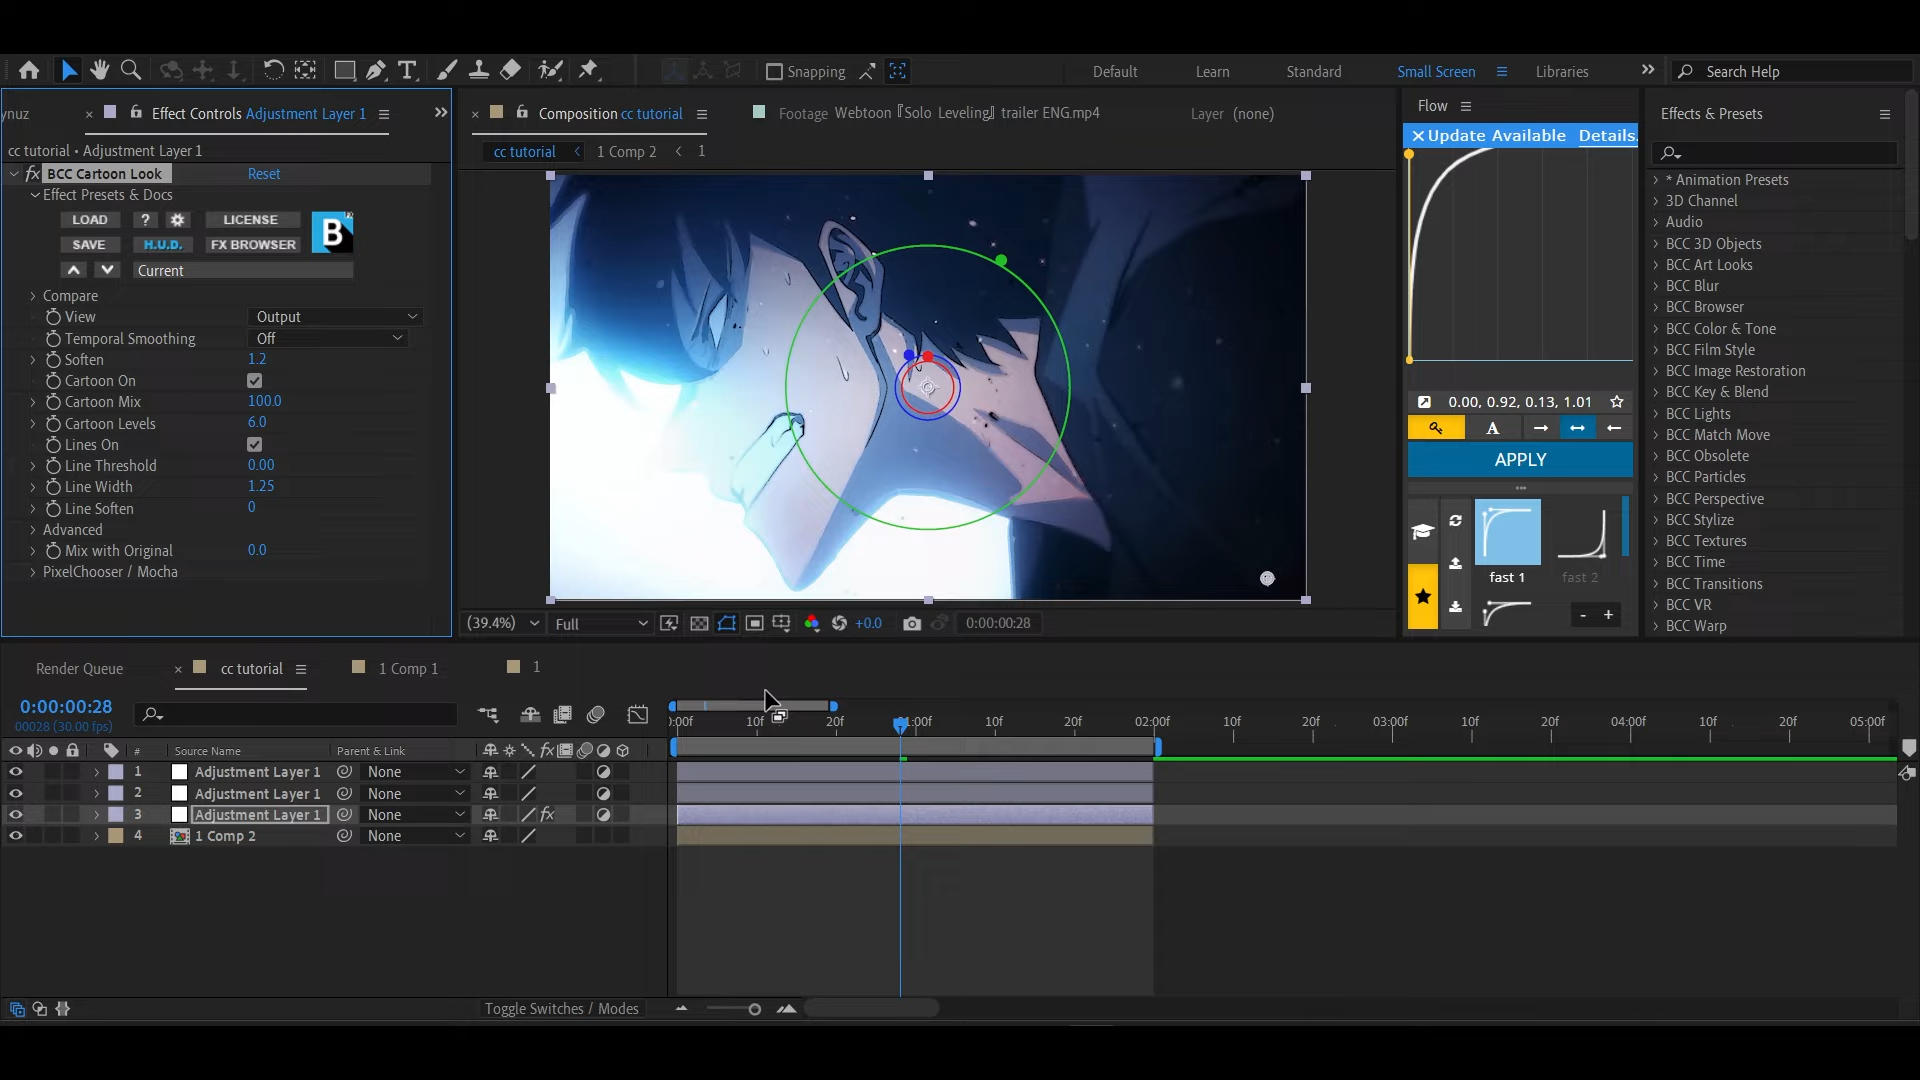 Snapping
Default
Learn
Standard
Small Screen
Libraries
Search Help
ynuz
Effect Controls Adjustment Layer 1
Composition cc tutorial
Footage Webtoon『Solo Leveling』trailer ENG.mp4
Layer (none)
Flow
Effects & Presets
cc tutorial • Adjustment Layer 1
cc tutorial
1 Comp 2
1
Update Available Details.
fx BCC Cartoon Look
Reset
Effect Presets & Docs
LOAD
?
LICENSE
B
SAVE
H.U.D.
FX BROWSER
Current
Compare
View
Output
Temporal Smoothing
Off
Soften
1.2
Cartoon On
Cartoon Mix
100.0
Cartoon Levels
6.0
Lines On
Line Threshold
0.00
Line Width
1.25
Line Soften
0
Advanced
Mix with Original
0.0
PixelChooser / Mocha
0.00, 0.92, 0.13, 1.01
A
APPLY
fast 1
fast 2
- +
* Animation Presets
3D Channel
Audio
BCC 3D Objects
BCC Art Looks
BCC Blur
BCC Browser
BCC Color & Tone
BCC Film Style
BCC Image Restoration
BCC Key & Blend
BCC Lights
BCC Match Move
BCC Obsolete
BCC Particles
BCC Perspective
BCC Stylize
BCC Textures
BCC Time
BCC Transitions
BCC VR
BCC Warp
(39.4%)
Full
+0.0
0:00:00:28
Render Queue
cc tutorial
1 Comp 1
1
0:00:00:28
00028 (30.00 fps)
):00f 10f 20f 01:00f 10f 20f 02:00f 10f 20f 03:00f 10f 20f 04:00f 10f 20f 05:00f
# Source Name Parent & Link fx
1 Adjustment Layer 1 None
2 Adjustment Layer 1 None
3 Adjustment Layer 1 None fx
4 1 Comp 2 None
Toggle Switches / Modes